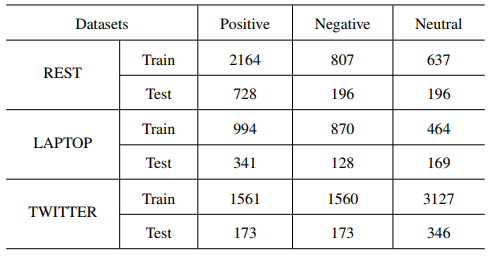 Datasets Positive Negative Neutral
REST Train 2164 807 637
Test 728 196 196
LAPTOP Train 994 870 464
Test 341 128 169
TWITTER Train 1561 1560 3127
Test 173 173 346